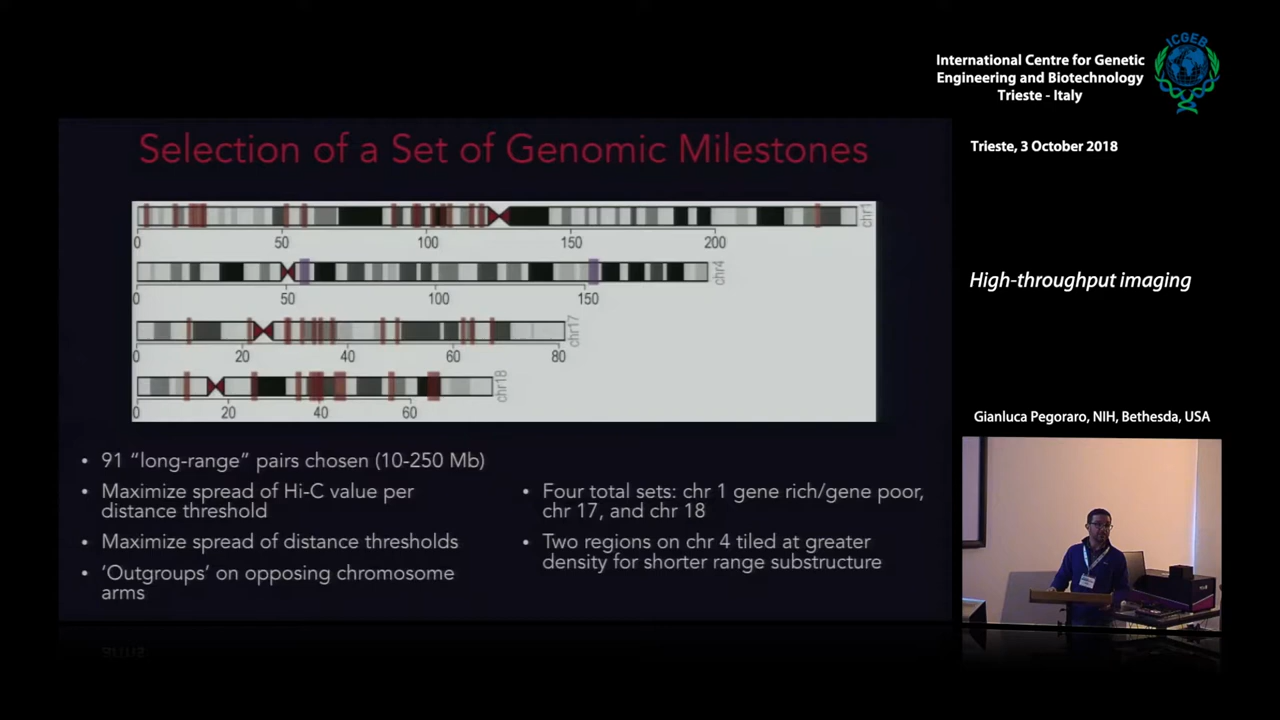 International Centre for Genetic
Engineering and Biotechnology
Trieste - Italy
ICGEB
Trieste, 3 October 2018
High-throughput imaging
Gianluca Pegoraro, NIH, Bethesda, USA
Selection of a Set of Genomic Milestones
chr1
0 50 100 150 200
chr4
0 50 100 150
chr17
0 20 40 60 80
chr18
0 20 40 60
• 91 “long-range” pairs chosen (10-250 Mb)
• Maximize spread of Hi-C value per
distance threshold
• Maximize spread of distance thresholds
• ‘Outgroups’ on opposing chromosome
arms
• Four total sets: chr 1 gene rich/gene poor,
chr 17, and chr 18
• Two regions on chr 4 tiled at greater
density for shorter range substructure